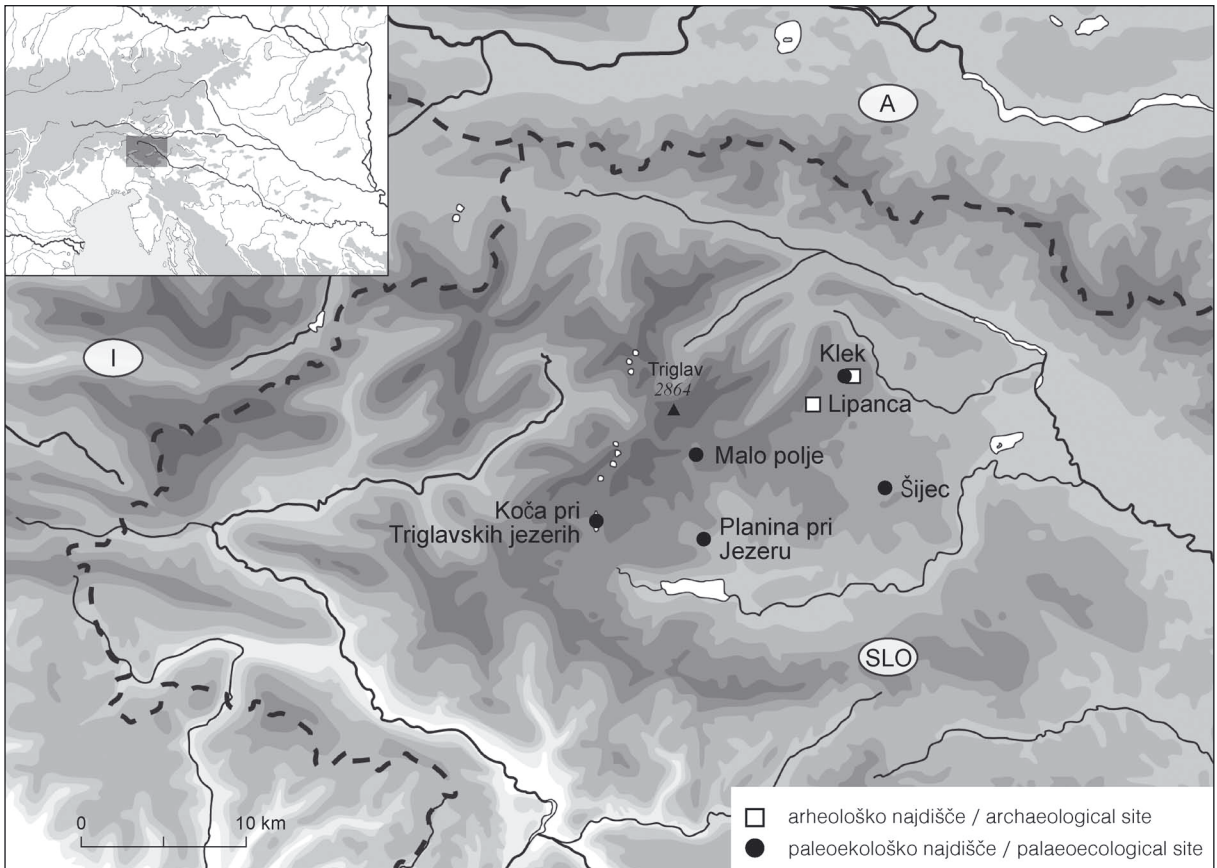 A
I
Klek
Triglav
2864
Lipanca
Malo polje
Šijec
Koča pri
Triglavskih jezerih
Planina pri
Jezeru
SLO
0 10 km
arheološko najdišče / archaeological site
paleoekološko najdišče / palaeoecological site